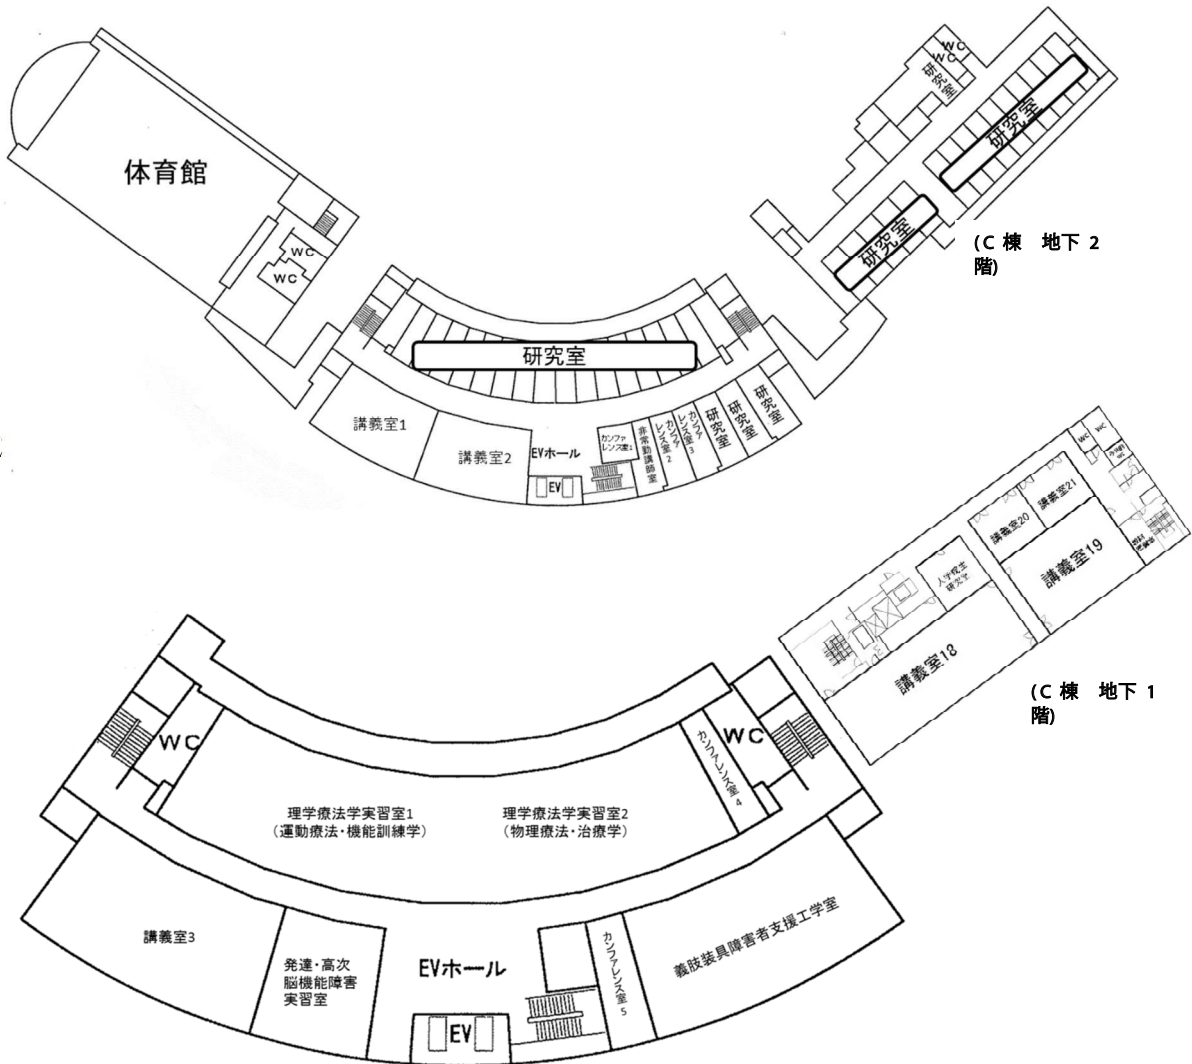 WC
WC
研究室
研究室
体育館
研究室
(C 棟　地下 2
階)
WC
WC
研究室
講義室1
講義室2
EVホール
EV
カンファ
レンス室1
非常勤講師室
カンファ
レンス室2
カンファ
レンス室3
研究室
研究室
研究室
WC
WC
講義室21
講義室20
講義室19
大学院生
研究室
講義室18
(C 棟　地下 1
階)
WC
WC
カンファレンス室4
理学療法学実習室1
（運動療法・機能訓練学）
理学療法学実習室2
（物理療法・治療学）
講義室3
発達・高次
脳機能障害
実習室
EVホール
EV
カンファレンス室5
義肢装具障害者支援工学室